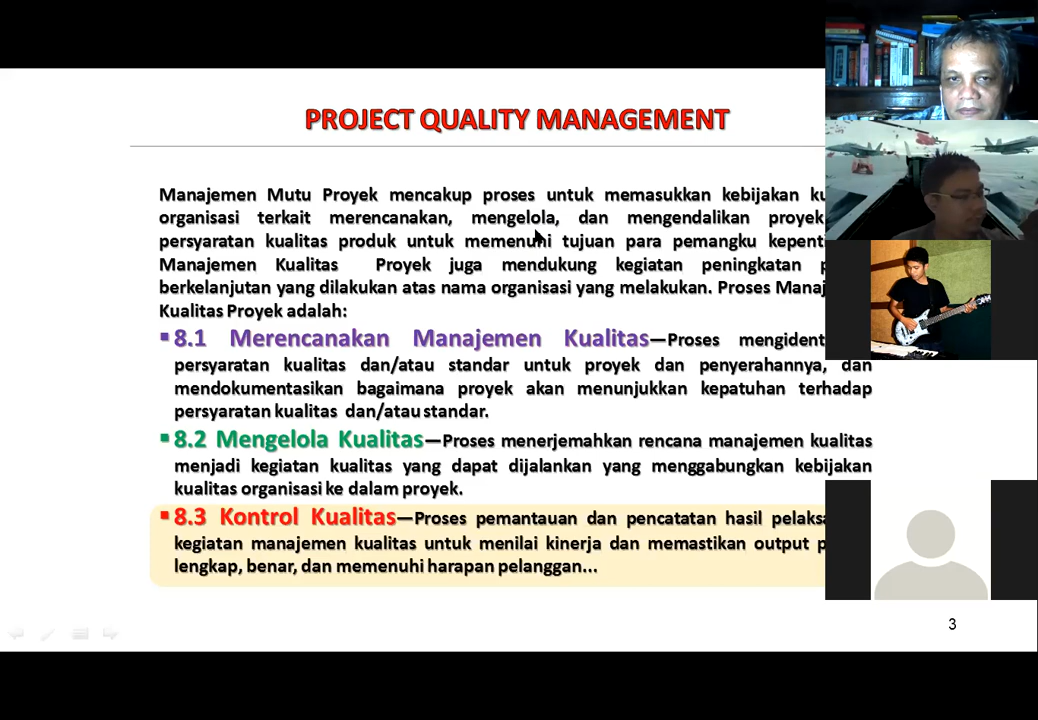 PROJECT QUALITY MANAGEMENT
Manajemen Mutu Proyek mencakup proses untuk memasukkan kebijakan
organisasi terkait merencanakan, mengelola, dan mengendalikan proyek
persyaratan kualitas produk untuk memenuhi tujuan para pemangku
Manajemen Kualitas Proyek juga mendukung kegiatan peningkatan
berkelanjutan yang dilakukan atas nama organisasi yang melakukan. Proses
Kualitas Proyek adalah:
▪ 8.1 Merencanakan Manajemen Kualitas—Proses
persyaratan kualitas dan/atau standar untuk proyek dan penyerahannya, dan
mendokumentasikan bagaimana proyek akan menunjukkan kepatuhan terhadap
persyaratan kualitas dan/atau standar.
▪ 8.2 Mengelola Kualitas—Proses menerjemahkan rencana manajemen kualitas
menjadi kegiatan kualitas yang dapat dijalankan yang menggabungkan kebijakan
kualitas organisasi ke dalam proyek.
▪ 8.3 Kontrol Kualitas—Proses pemantauan dan pencatatan hasil
kegiatan manajemen kualitas untuk menilai kinerja dan memastikan output
lengkap, benar, dan memenuhi harapan pelanggan...
3